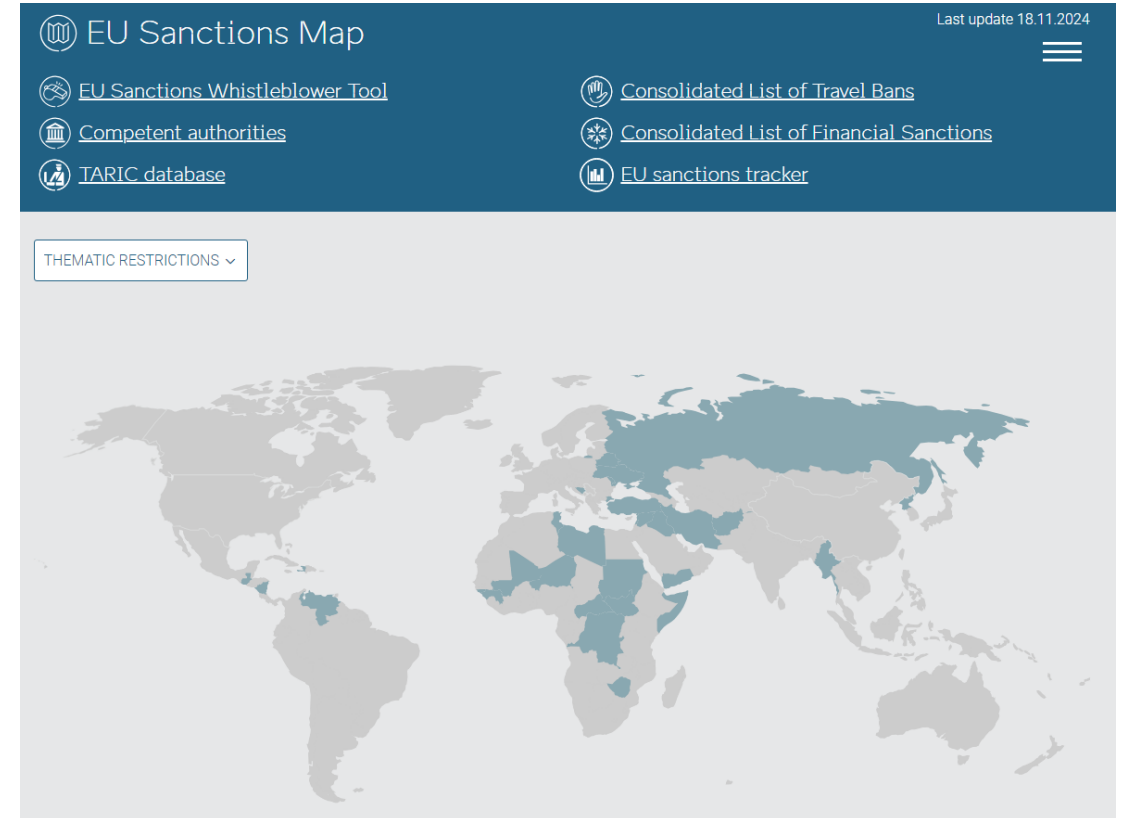 EU Sanctions Map
Last update 18.11.2024
EU Sanctions Whistleblower Tool
Competent authorities
TARIC database
Consolidated List of Travel Bans
Consolidated List of Financial Sanctions
EU sanctions tracker
THEMATIC RESTRICTIONS